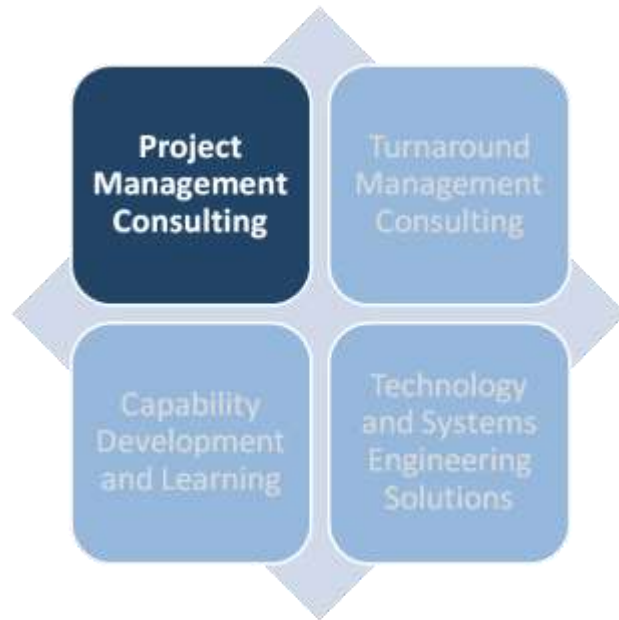 Project
Management
Consulting
Turnaround
Management
Consulting
Capability
Development
and Learning
Technology
and Systems
Engineering
Solutions